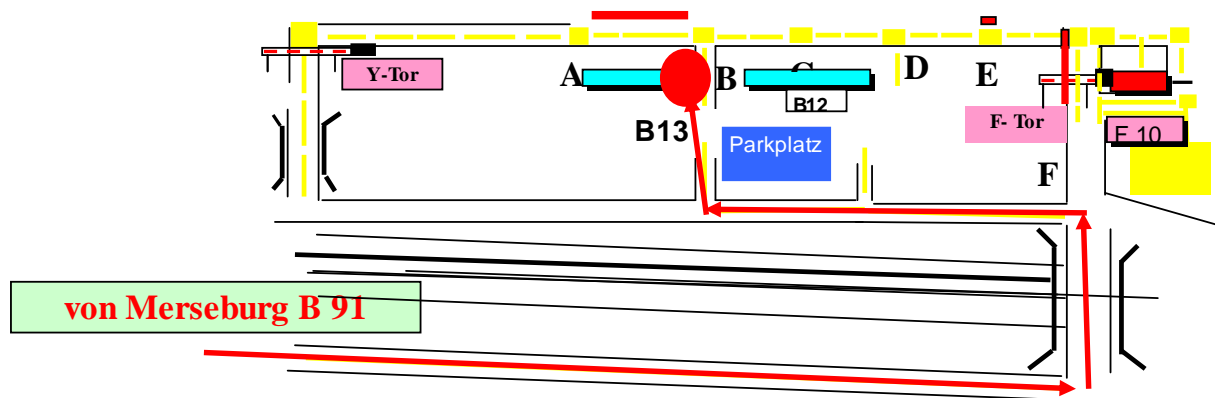 Y-Tor
A
B
D
E
B12
B13
Parkplatz
F- Tor
E 10
F
von Merseburg B 91